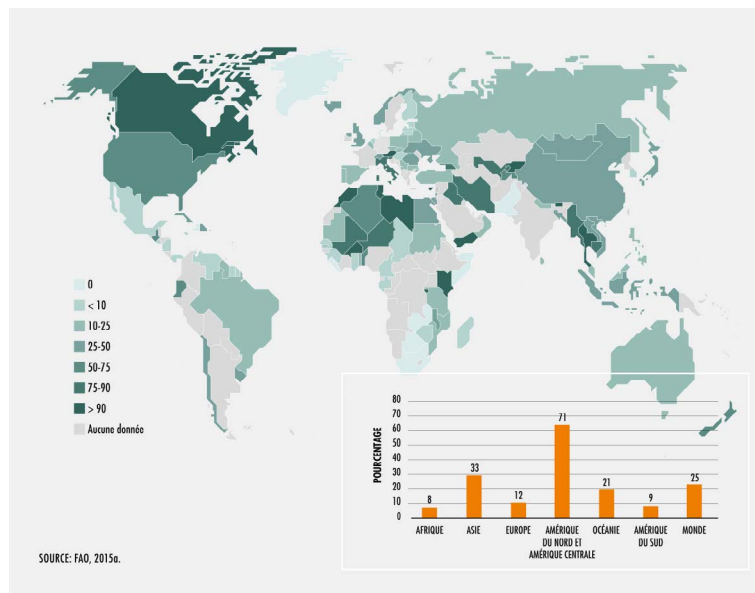 0
< 10
10-25
25-50
50-75
75-90
> 90
Aucune donnée
POURCENTAGE
80
70
60
50
40
30
20
10
0
8
33
12
71
21
9
25
AFRIQUE
ASIE
EUROPE
AMÉRIQUE
DU NORD ET
AMÉRIQUE CENTRALE
OCÉANIE
AMÉRIQUE
DU SUD
MONDE
SOURCE: FAO, 2015a.